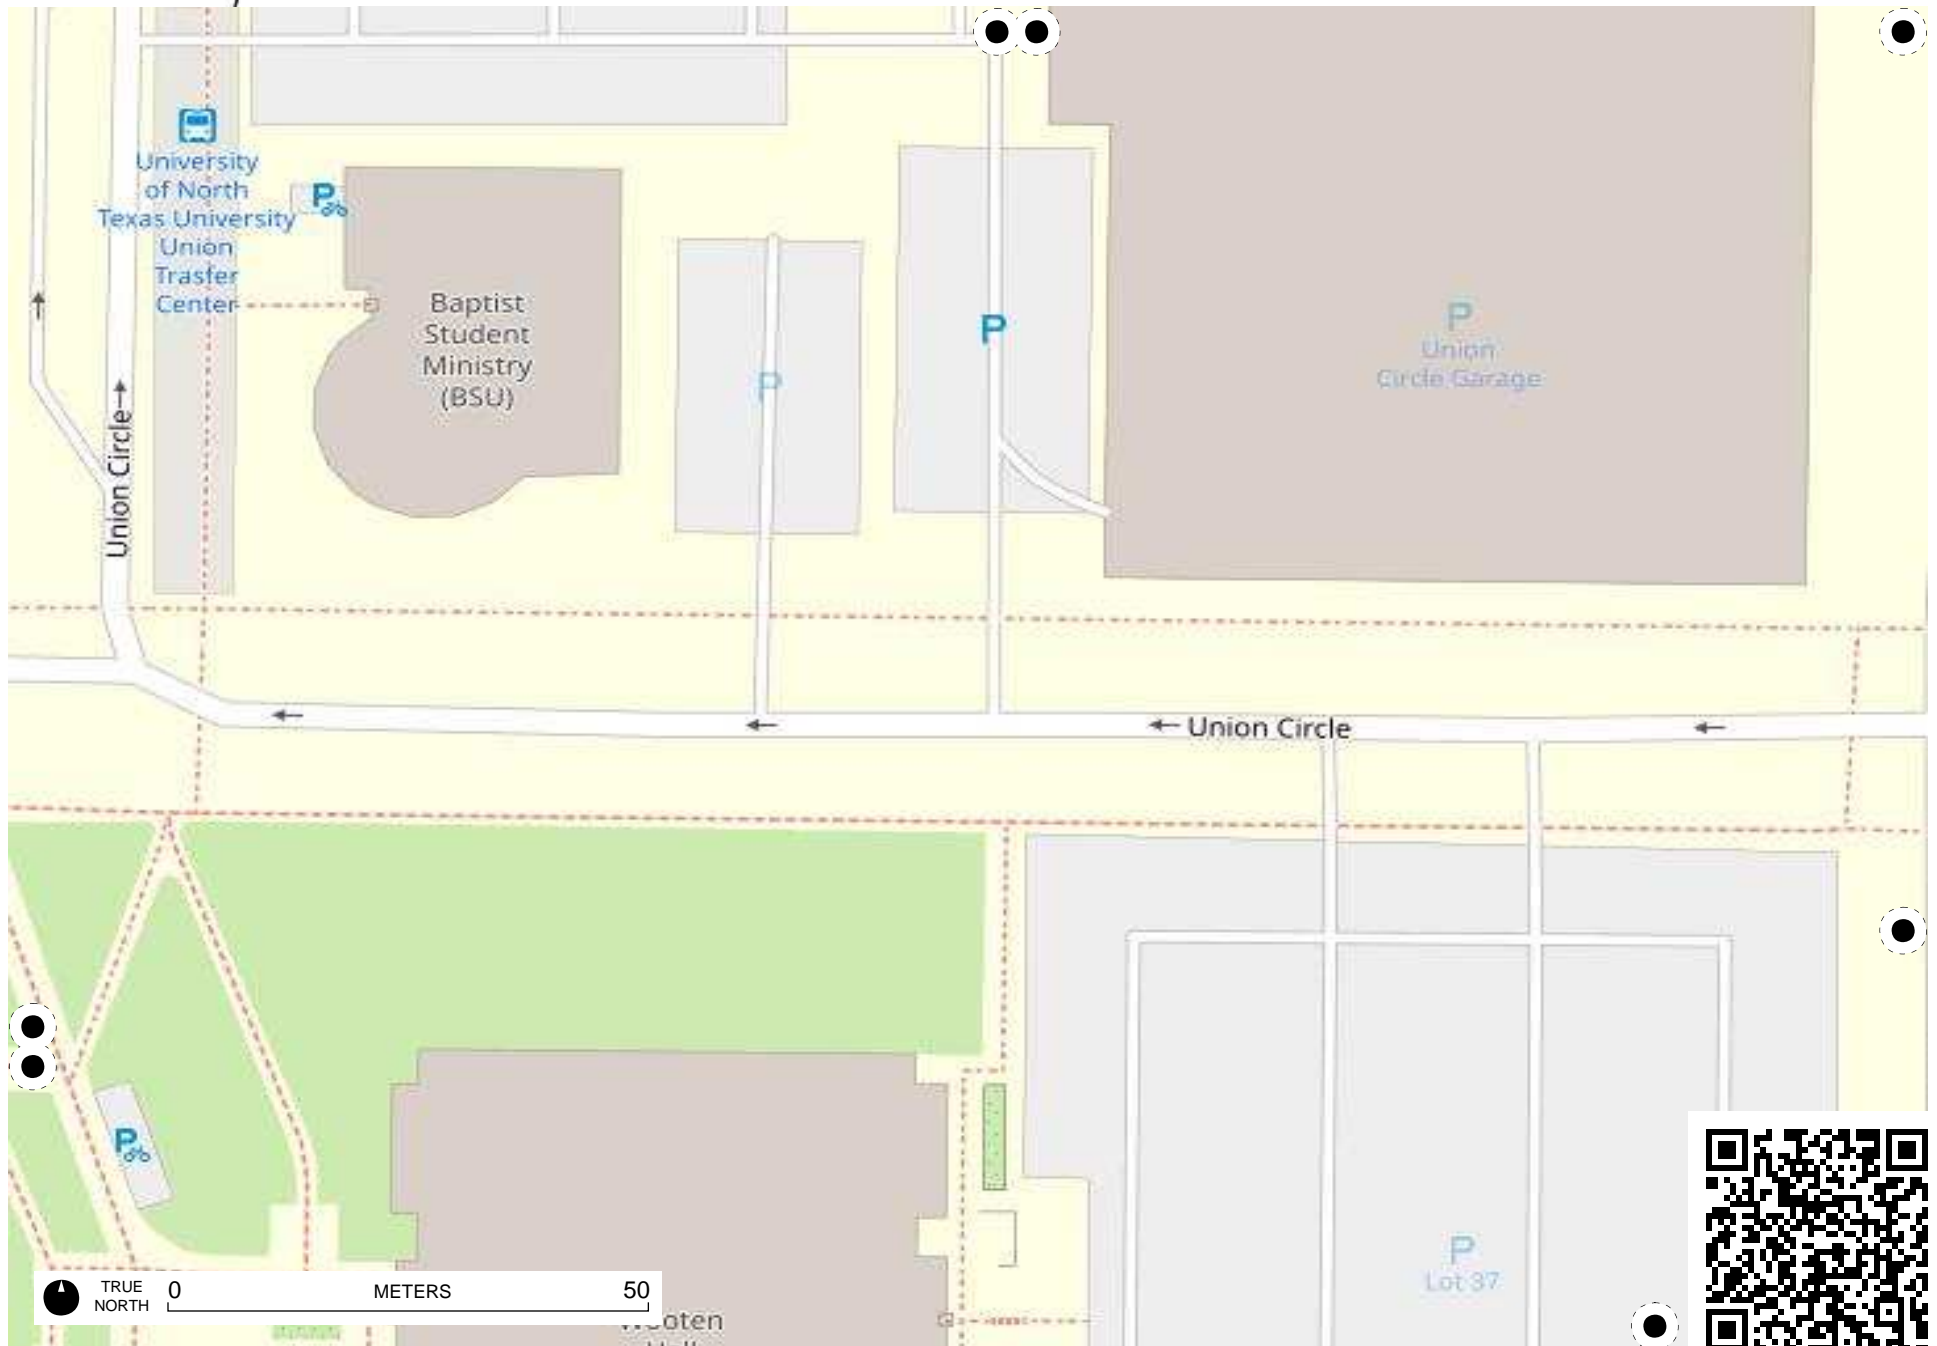 University
of North
Texas University
Union
Trasfer
Center
P
Baptist
Student
Ministry
(BSU)
P
P
P
Union
Circle Garage
Union Circle
Union Circle
P
P
Lot 37
TRUE
NORTH
0
METERS
50
Wooten